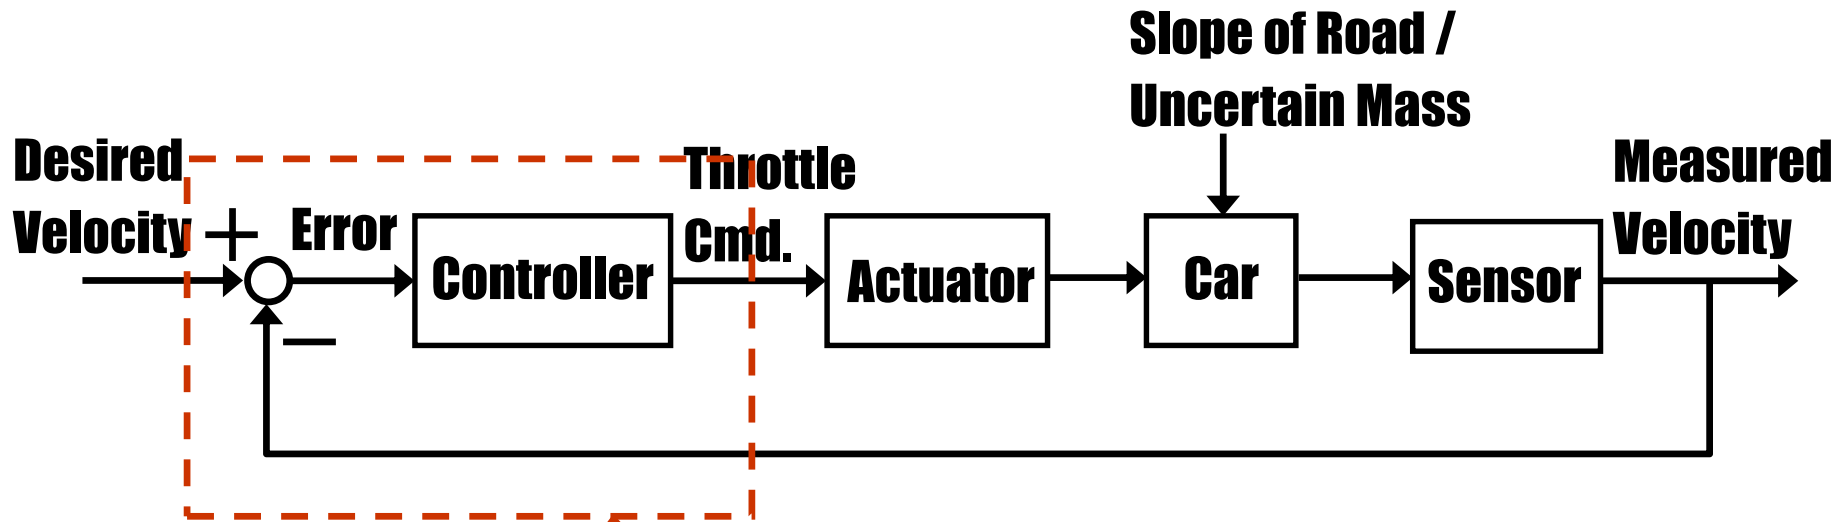 Slope of Road /
Uncertain Mass
Desired
Velocity
+
Error
Controller
Throttle
Cmd.
Actuator
Car
Sensor
Measured
Velocity
—